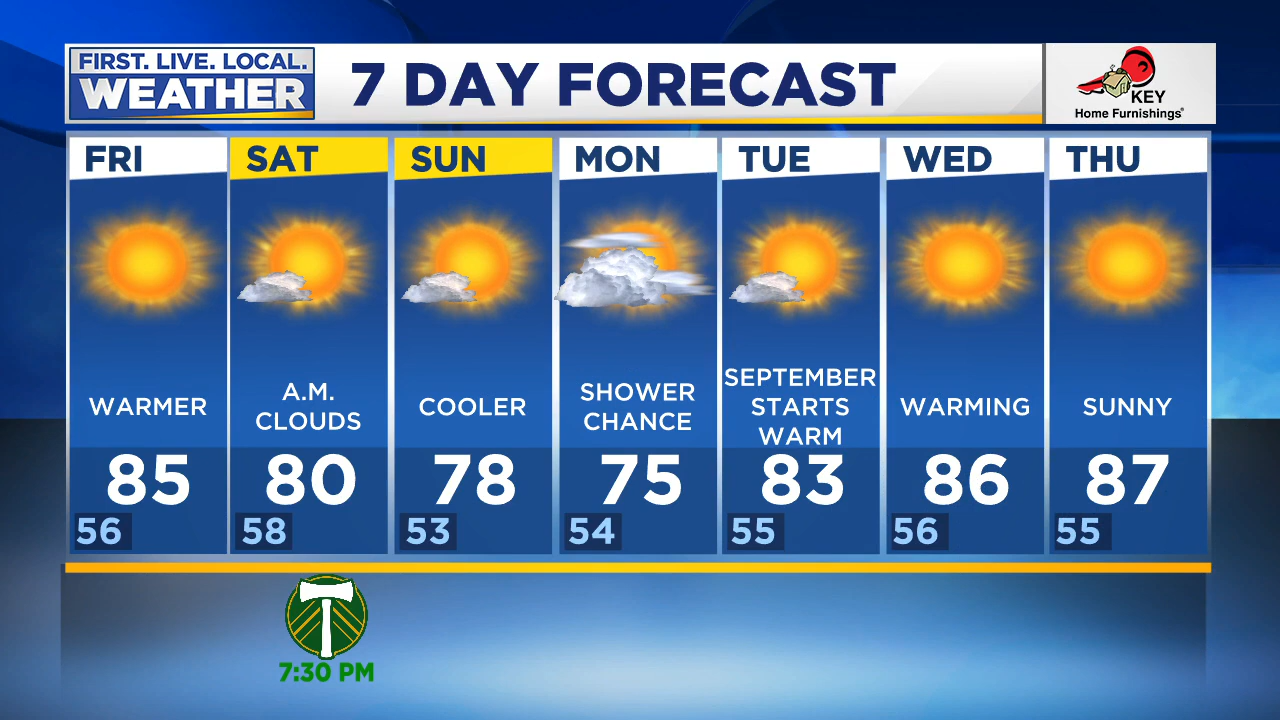 FIRST. LIVE. LOCAL.
WEATHER
7 DAY FORECAST
KEY
Home Furnishings®
FRI
SAT
SUN
MON
TUE
WED
THU
WARMER
A.M.
CLOUDS
COOLER
SHOWER
CHANCE
SEPTEMBER
STARTS
WARM
WARMING
SUNNY
85
80
78
75
83
86
87
56
58
53
54
55
56
55
7:30 PM